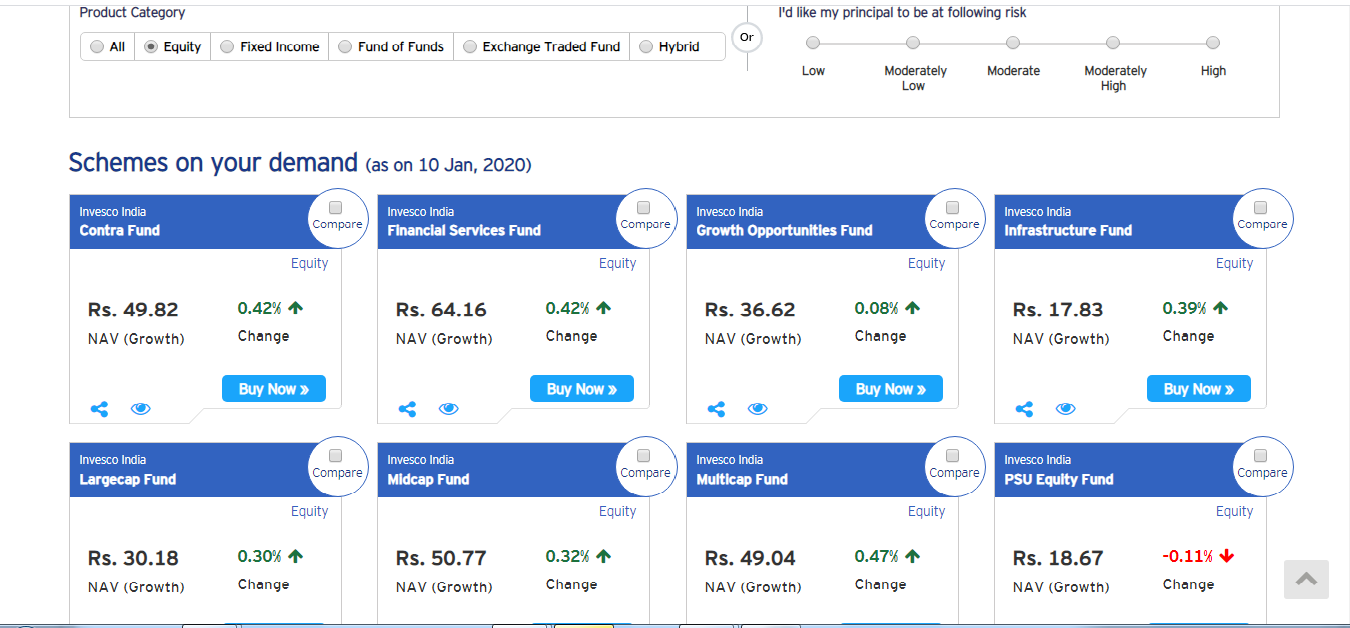 Product Category
I'd like my principal to be at following risk
All Equity Fixed Income Fund of Funds Exchange Traded Fund Hybrid
Or
Low Moderately Low Moderate Moderately High High
Schemes on your demand (as on 10 Jan, 2020)
Invesco India
Contra Fund
Compare
Equity
Rs. 49.82 0.42%
NAV (Growth) Change
Buy Now »
Invesco India
Financial Services Fund
Compare
Equity
Rs. 64.16 0.42%
NAV (Growth) Change
Buy Now »
Invesco India
Growth Opportunities Fund
Compare
Equity
Rs. 36.62 0.08%
NAV (Growth) Change
Buy Now »
Invesco India
Infrastructure Fund
Compare
Equity
Rs. 17.83 0.39%
NAV (Growth) Change
Buy Now »
Invesco India
Largecap Fund
Compare
Equity
Rs. 30.18 0.30%
NAV (Growth) Change
Invesco India
Midcap Fund
Compare
Equity
Rs. 50.77 0.32%
NAV (Growth) Change
Invesco India
Multicap Fund
Compare
Equity
Rs. 49.04 0.47%
NAV (Growth) Change
Invesco India
PSU Equity Fund
Compare
Equity
Rs. 18.67 -0.11%
NAV (Growth) Change